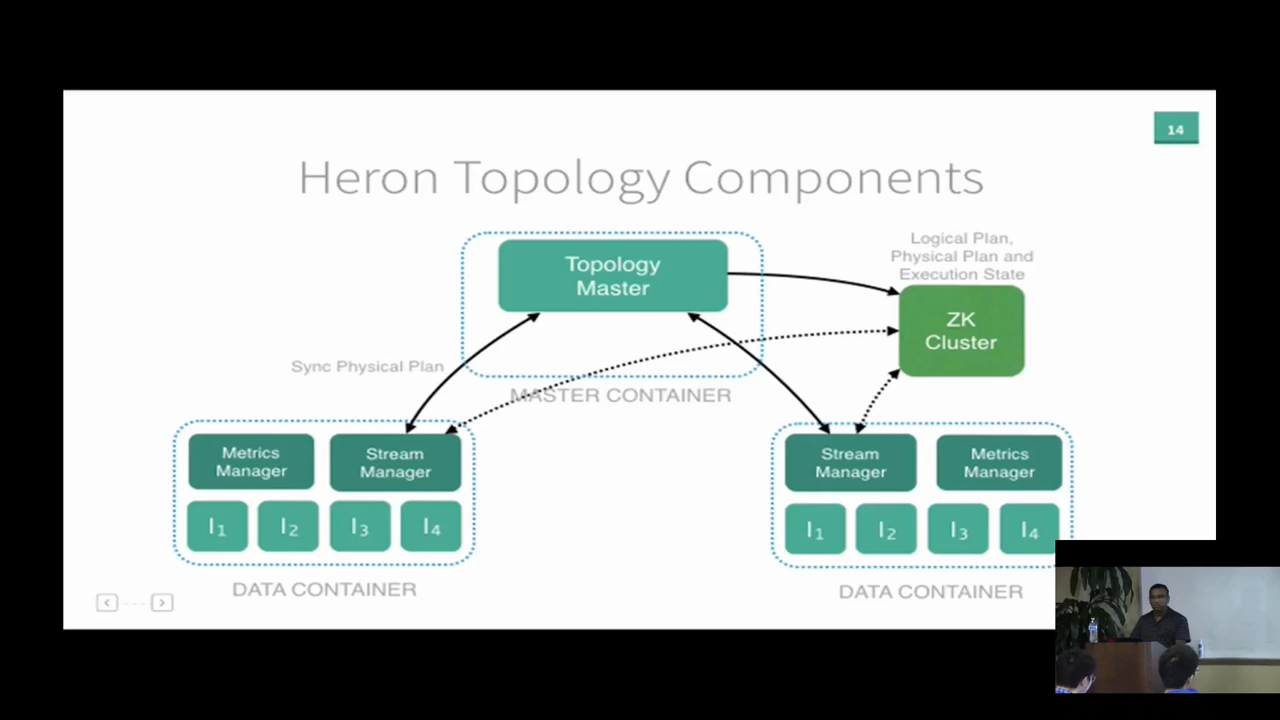 14
Heron Topology Components
Topology
Master
Logical Plan,
Physical Plan and
Execution State
ZK
Cluster
Sync Physical Plan
MASTER CONTAINER
Metrics
Manager
Stream
Manager
I1
I2
I3
I4
DATA CONTAINER
Stream
Manager
Metrics
Manager
I1
I2
I3
I4
DATA CONTAINER